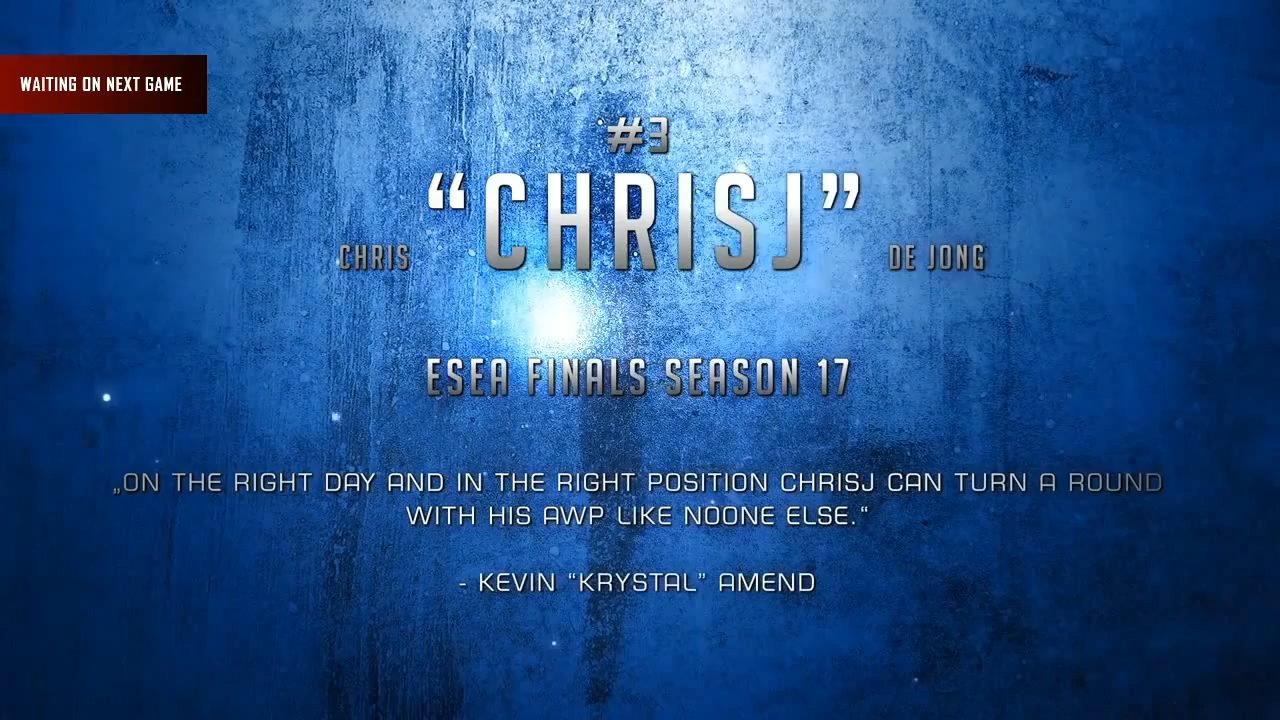 WAITING ON NEXT GAME
#3
CHRIS “CHRISJ” DE JONG
ESEA FINALS SEASON 17
„ON THE RIGHT DAY AND IN THE RIGHT POSITION CHRISJ CAN TURN A ROUND
WITH HIS AWP LIKE NOONE ELSE.“
- KEVIN “KRYSTAL” AMEND